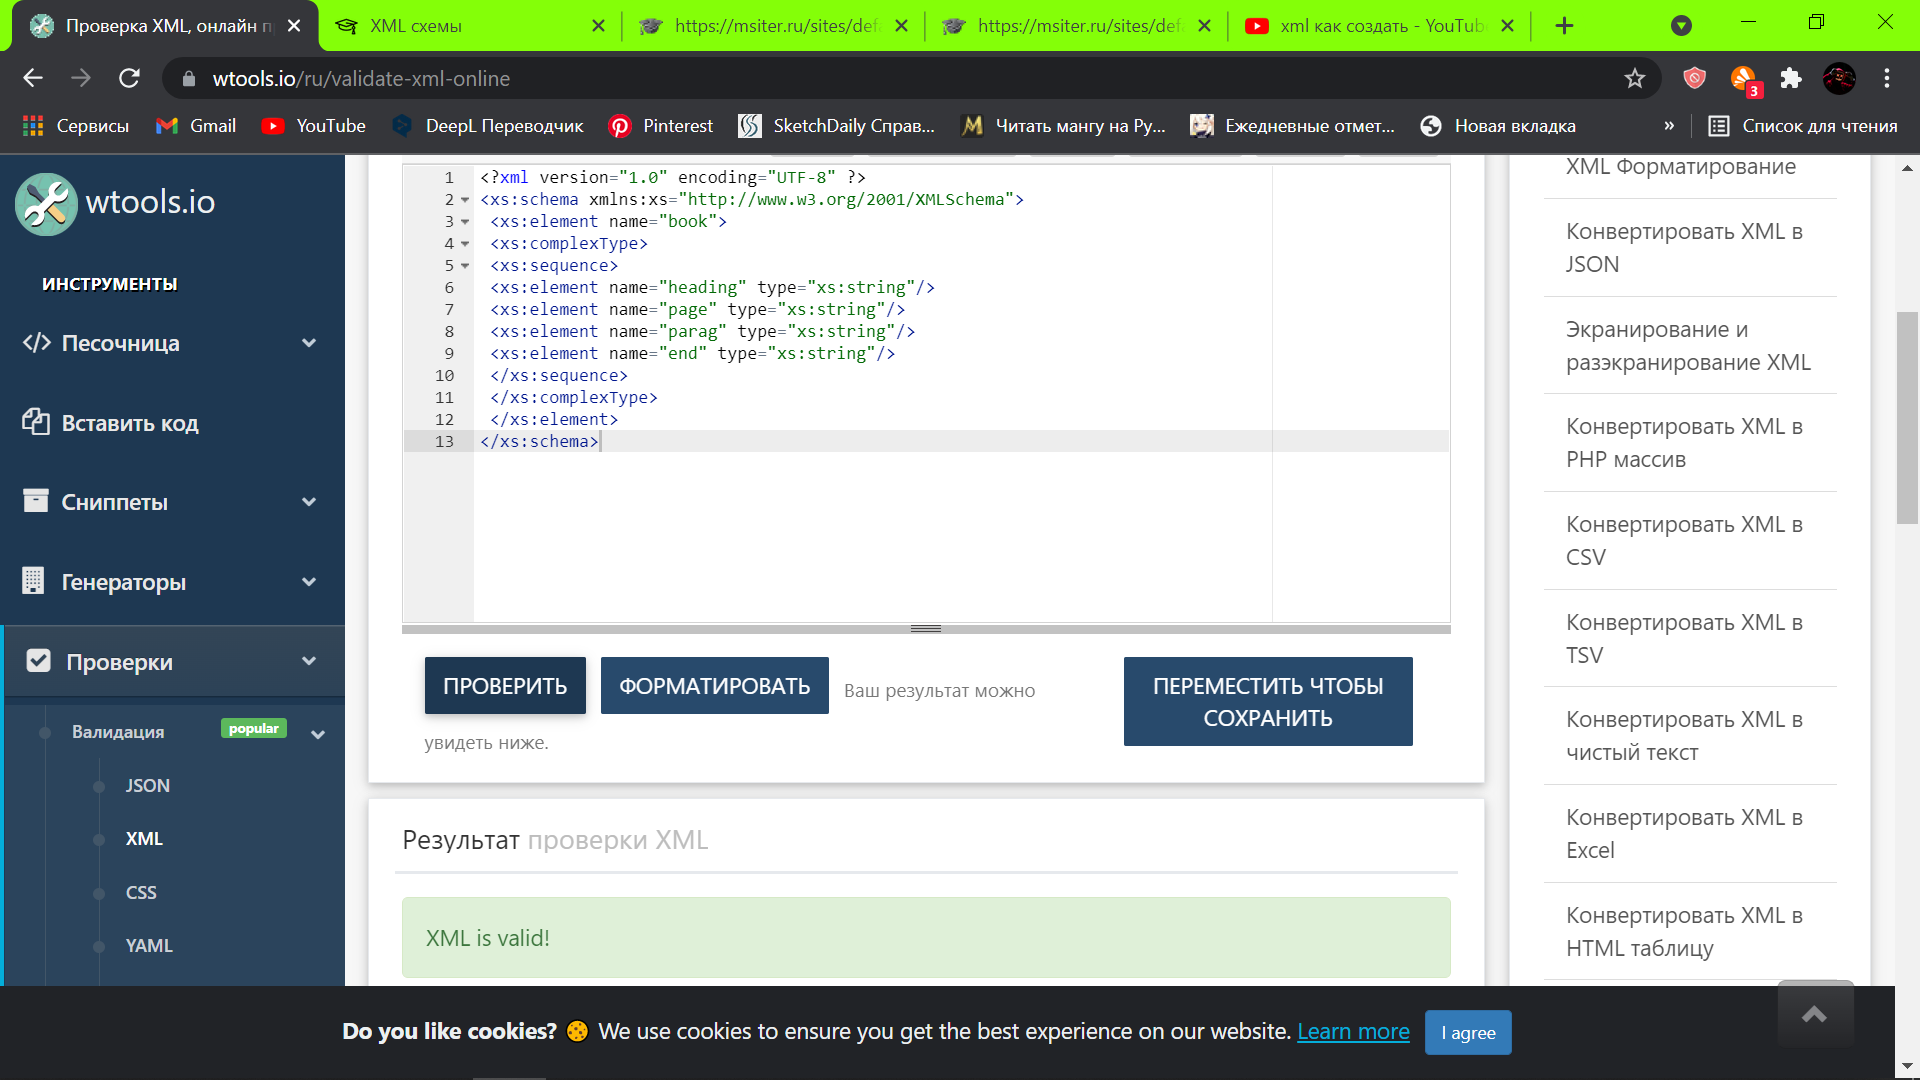 Проверка XML, онлайн п
XML схемы
https://msiter.ru/sites/def
https://msiter.ru/sites/def
xml как создать - YouTub
wtools.io/ru/validate-xml-online
3
Сервисы
Gmail
YouTube
DeepL Переводчик
Pinterest
SketchDaily Справ...
Читать мангу на Ру...
Ежедневные отмет...
Новая вкладка
»
Список для чтения
wtools.io
ИНСТРУМЕНТЫ
Песочница
Вставить код
Сниппеты
Генераторы
Проверки
Валидация
popular
JSON
XML
CSS
YAML
1 <?xml version="1.0" encoding="UTF-8" ?>
2 <xs:schema xmlns:xs="http://www.w3.org/2001/XMLSchema">
3 <xs:element name="book">
4 <xs:complexType>
5 <xs:sequence>
6 <xs:element name="heading" type="xs:string"/>
7 <xs:element name="page" type="xs:string"/>
8 <xs:element name="parag" type="xs:string"/>
9 <xs:element name="end" type="xs:string"/>
10 </xs:sequence>
11 </xs:complexType>
12 </xs:element>
13 </xs:schema>
ПРОВЕРИТЬ
ФОРМАТИРОВАТЬ
Ваш результат можно
увидеть ниже.
ПЕРЕМЕСТИТЬ ЧТОБЫ
СОХРАНИТЬ
Результат проверки XML
XML is valid!
XML Форматирование
Конвертировать XML в
JSON
Экранирование и
разэкранирование XML
Конвертировать XML в
PHP массив
Конвертировать XML в
CSV
Конвертировать XML в
TSV
Конвертировать XML в
чистый текст
Конвертировать XML в
Excel
Конвертировать XML в
HTML таблицу
Do you like cookies? 🍪 We use cookies to ensure you get the best experience on our website. Learn more
I agree